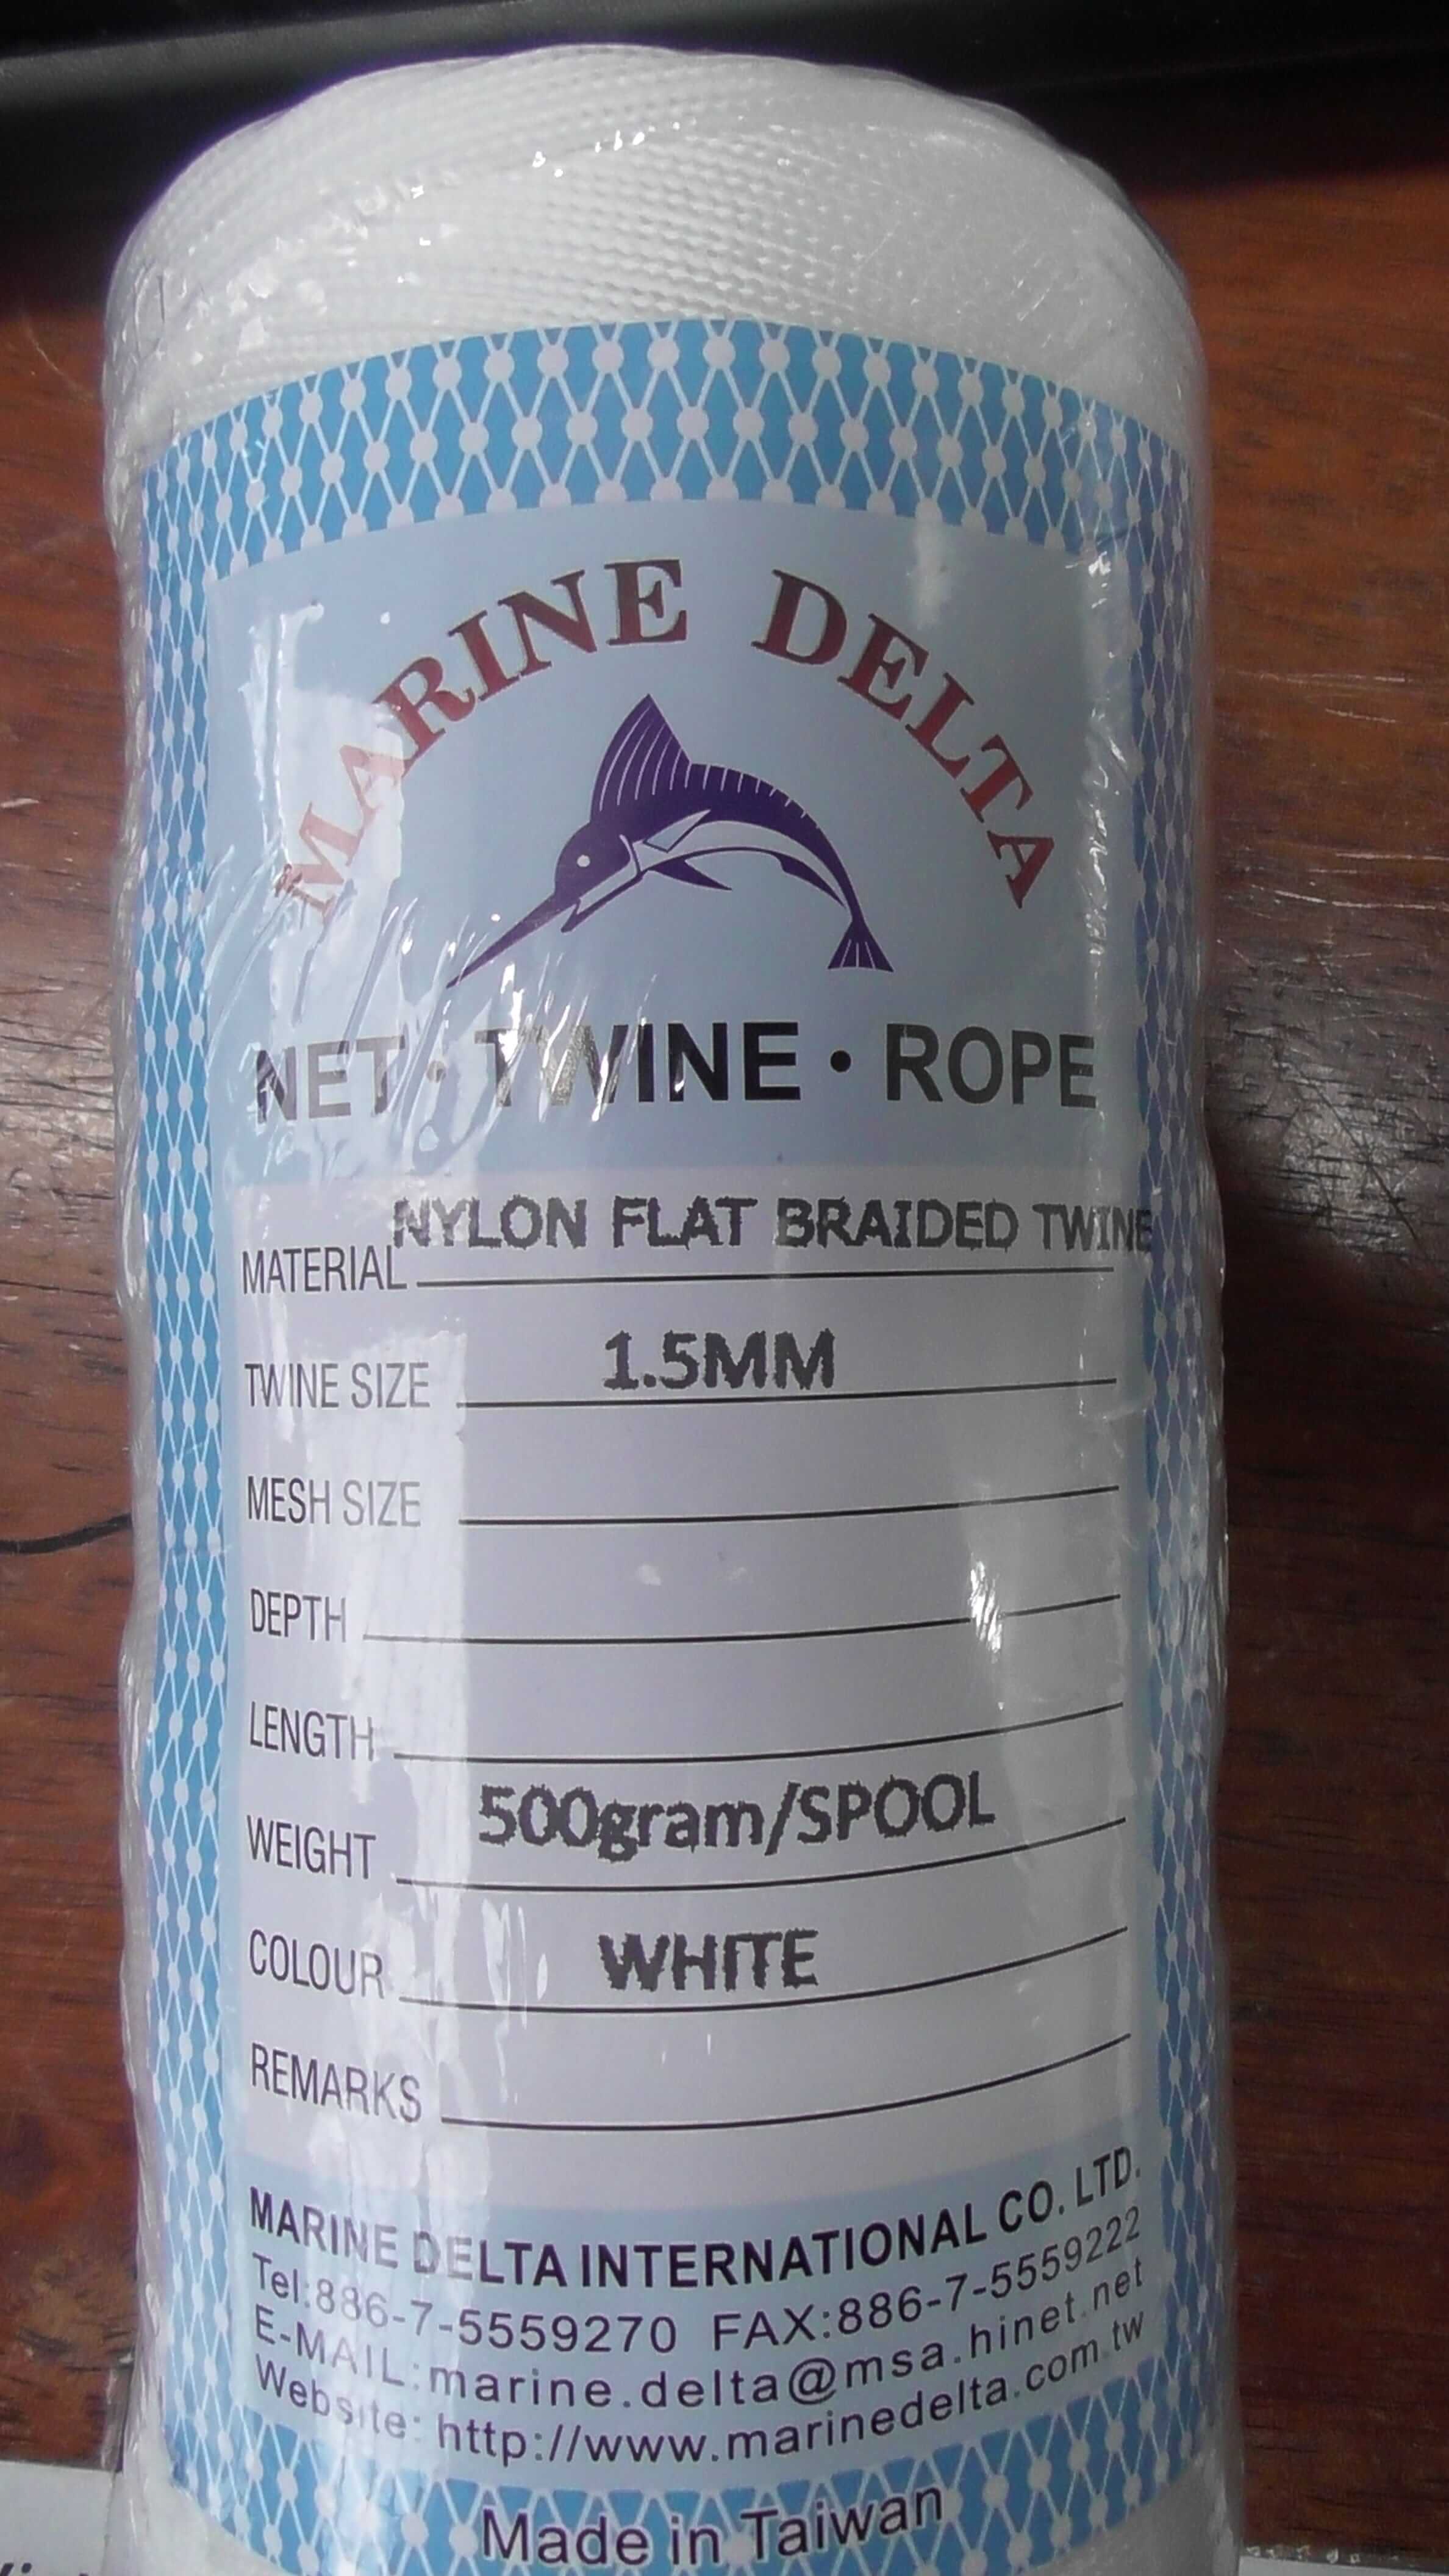 MARINE DELTA
NET · TWINE · ROPE
MATERIAL NYLON FLAT BRAIDED TWINE
TWINE SIZE 1.5MM
MESH SIZE
DEPTH
LENGTH
WEIGHT 500gram/SPOOL
COLOUR WHITE
REMARKS
MARINE DELTA INTERNATIONAL CO. LTD.
Tel:886-7-5559270 FAX:886-7-5559222
E-MAIL:marine.delta@msa.hinet.net
Website: http://www.marinedelta.com.tw
Made in Taiwan